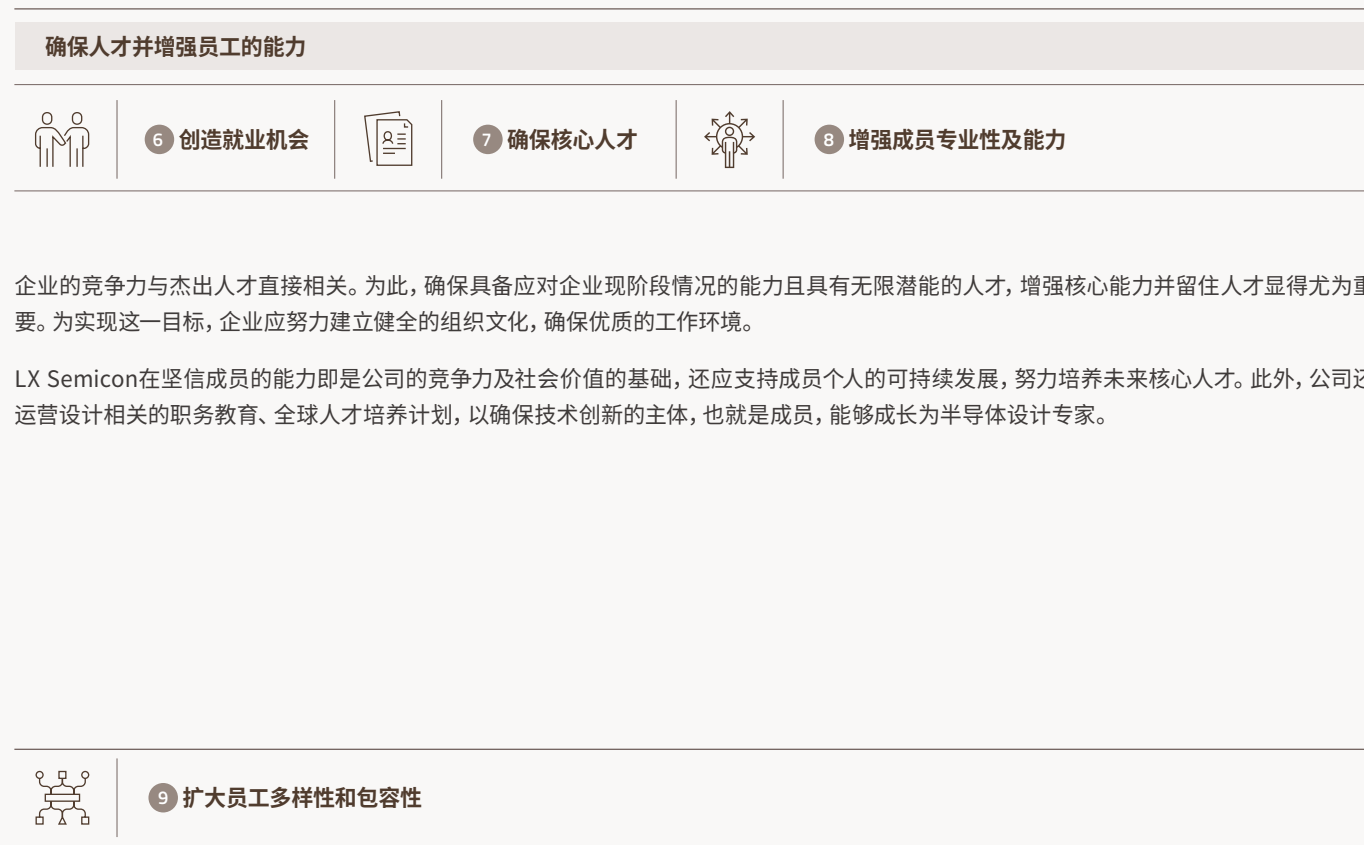 确保人才并增强员工的能力
6 创造就业机会 7 确保核心人才 8 增强成员专业性及能力
企业的竞争力与杰出人才直接相关。为此，确保具备应对企业现阶段情况的能力且具有无限潜能的人才，增强核心能力并留住人才显得尤为重
要。为实现这一目标，企业应努力建立健全的组织文化，确保优质的工作环境。
LX Semicon在坚信成员的能力即是公司的竞争力及社会价值的基础，还应支持成员个人的可持续发展，努力培养未来核心人才。此外，公司还
运营设计相关的职务教育、全球人才培养计划，以确保技术创新的主体，也就是成员，能够成长为半导体设计专家。
9 扩大员工多样性和包容性